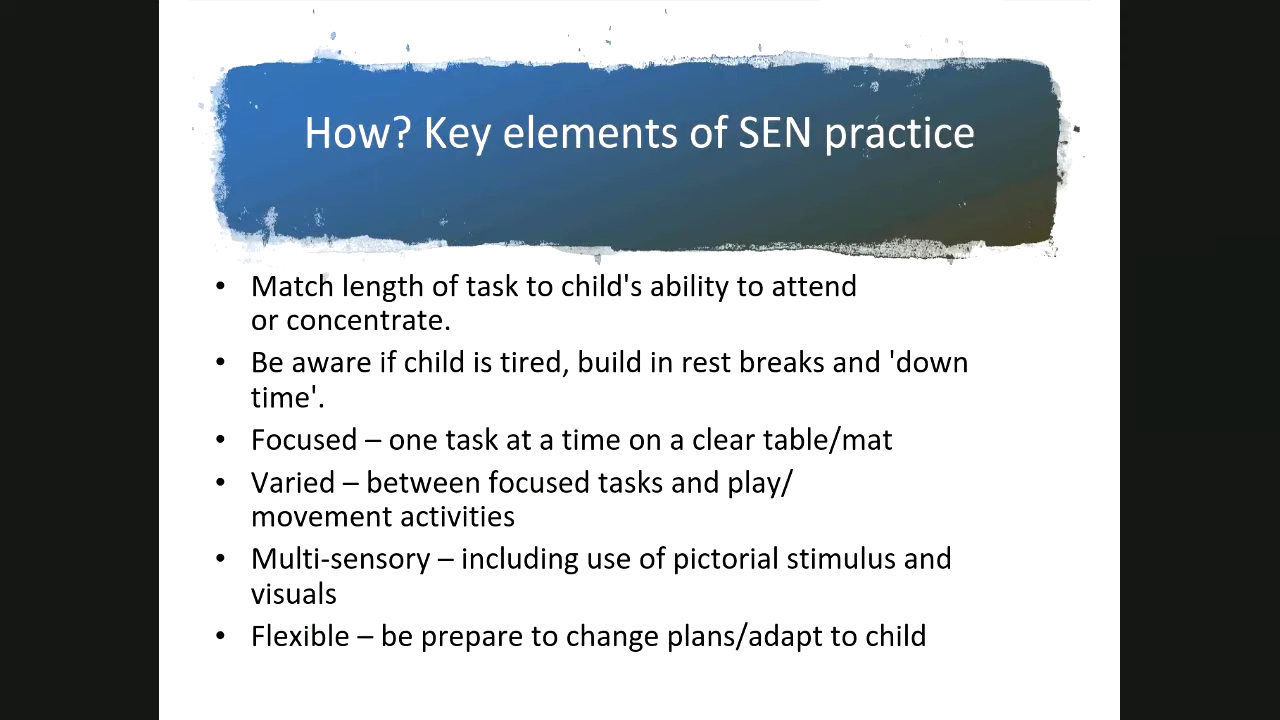 How? Key elements of SEN practice
• Match length of task to child's ability to attend
or concentrate.
• Be aware if child is tired, build in rest breaks and 'down
time'.
• Focused – one task at a time on a clear table/mat
• Varied – between focused tasks and play/
movement activities
• Multi-sensory – including use of pictorial stimulus and
visuals
• Flexible – be prepare to change plans/adapt to child